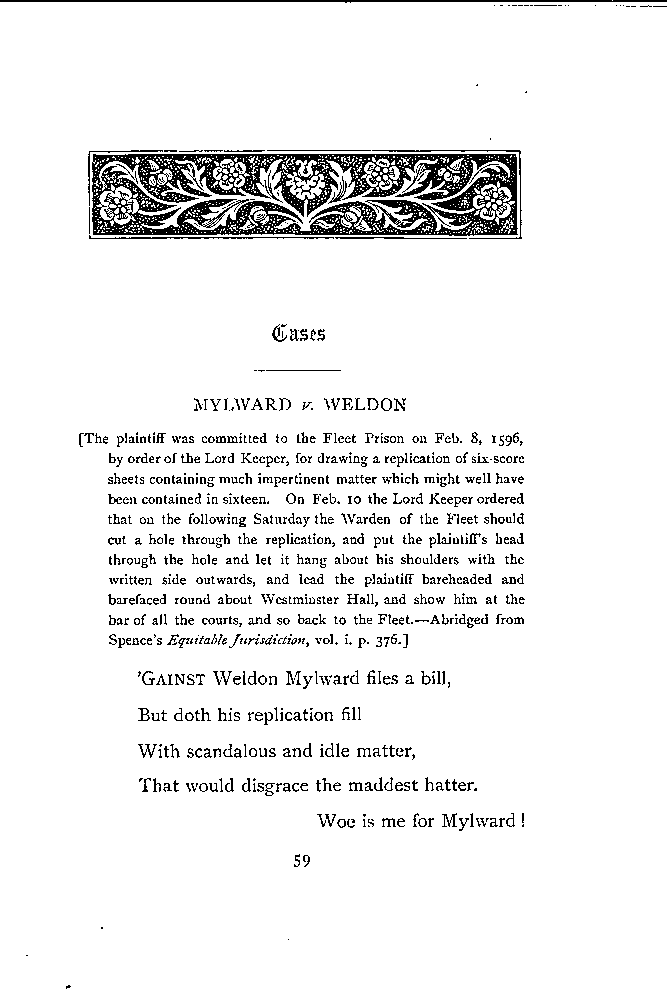 Cases
MYLWARD v. WELDON
[The plaintiff was committed to the Fleet Prison on Feb. 8, 1596,
by order of the Lord Keeper, for drawing a replication of six-score
sheets containing much impertinent matter which might well have
been contained in sixteen. On Feb. 10 the Lord Keeper ordered
that on the following Saturday the Warden of the Fleet should
cut a hole through the replication, and put the plaintiff's head
through the hole and let it hang about his shoulders with the
written side outwards, and lead the plaintiff bareheaded and
barefaced round about Westminster Hall, and show him at the
bar of all the courts, and so back to the Fleet.—Abridged from
Spence's Equitable Jurisdiction, vol. i. p. 376.]
'GAINST Weldon Mylward files a bill,
But doth his replication fill
With scandalous and idle matter,
That would disgrace the maddest hatter.
Woe is me for Mylward!
59